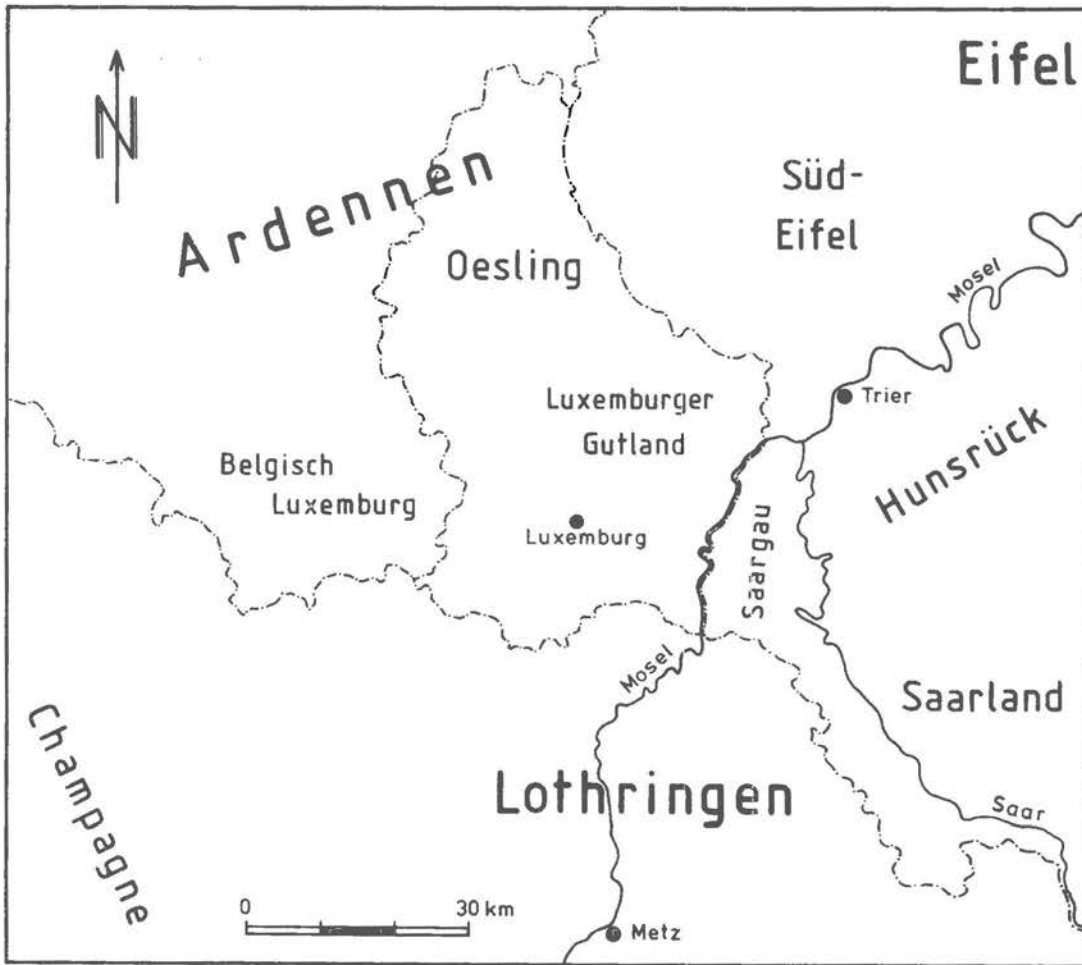 Eifel
N
Süd-
Eifel
Ardennen
Oesling
Mosel
Luxemburger
Gutland
Trier
Belgisch
Luxemburg
Hunsrück
Luxemburg
Saargau
Mosel
Saarland
Champagne
Lothringen
Saar
0 30 km
Metz